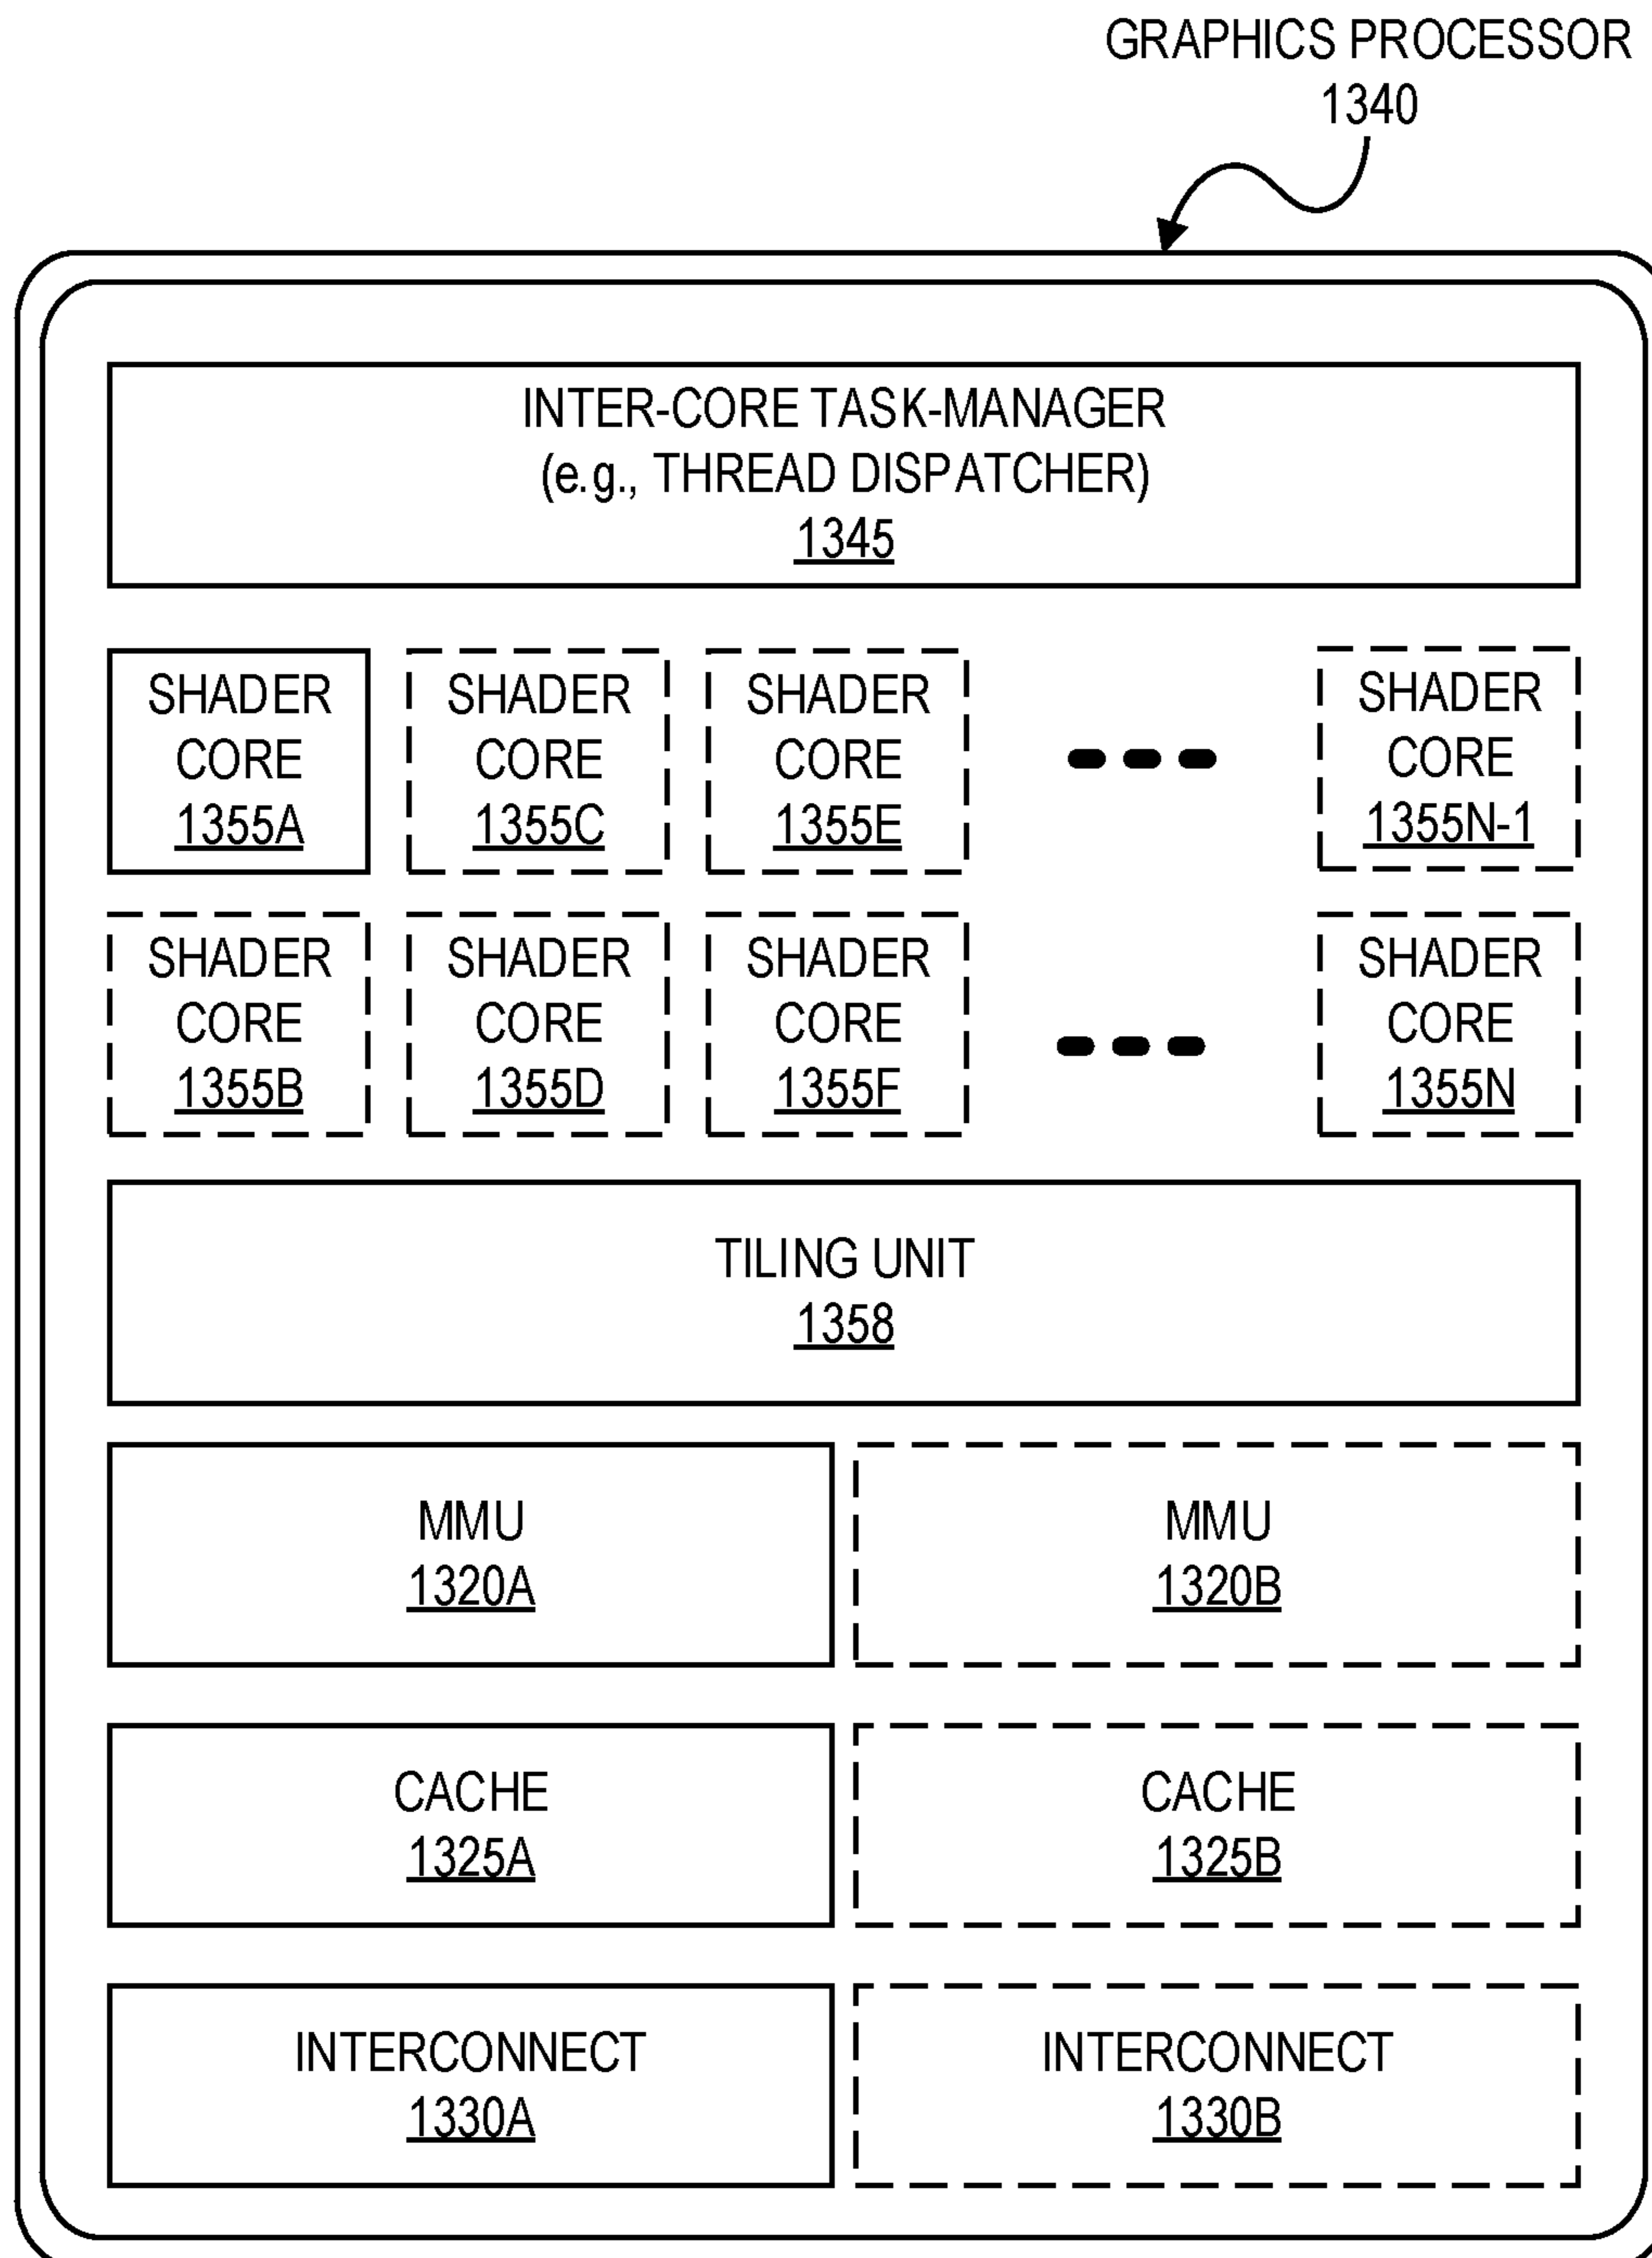 GRAPHICS PROCESSOR
1340
INTER-CORE TASK-MANAGER
(e.g., THREAD DISPATCHER)
1345
SHADER
CORE
1355A
SHADER
CORE
1355C
SHADER
CORE
1355E
SHADER
CORE
1355N-1
SHADER
CORE
1355B
SHADER
CORE
1355D
SHADER
CORE
1355F
SHADER
CORE
1355N
TILING UNIT
1358
MMU
1320A
MMU
1320B
CACHE
1325A
CACHE
1325B
INTERCONNECT
1330A
INTERCONNECT
1330B